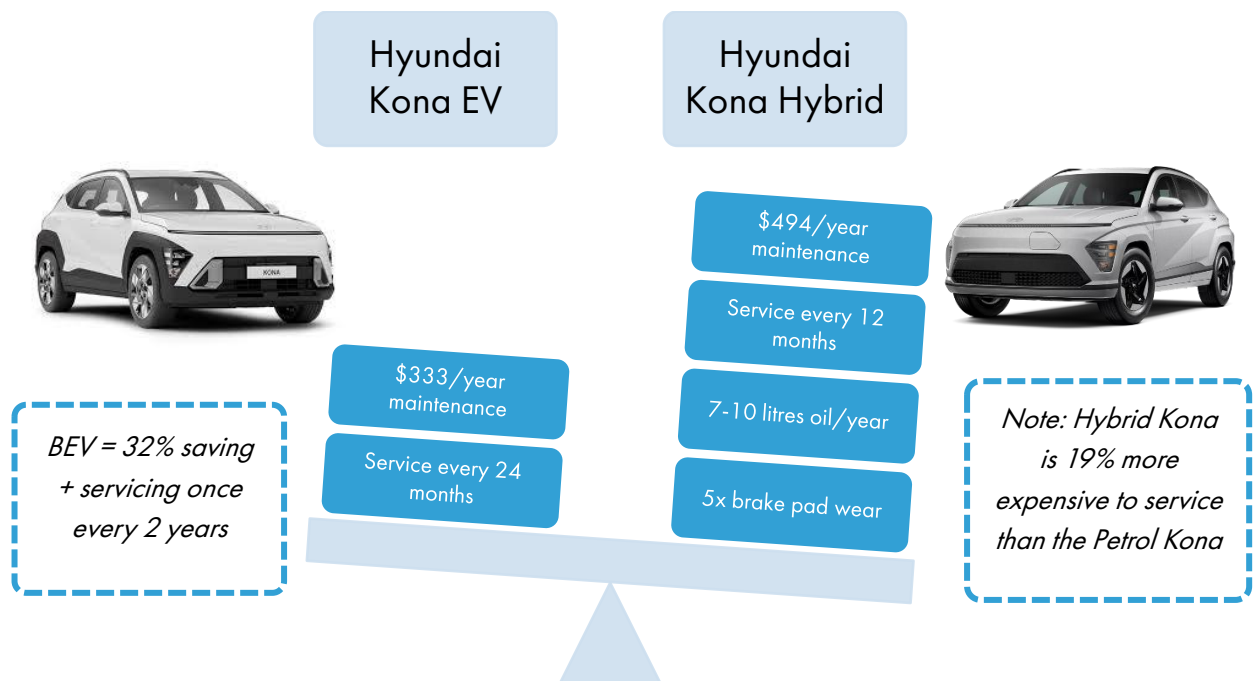 Hyundai
Kona EV
Hyundai
Kona Hybrid
KONA
$333/year
maintenance
Service every 24
months
BEV = 32% saving
+ servicing once
every 2 years
$494/year
maintenance
Service every 12
months
7-10 litres oil/year
5x brake pad wear
Note: Hybrid Kona
is 19% more
expensive to service
than the Petrol Kona